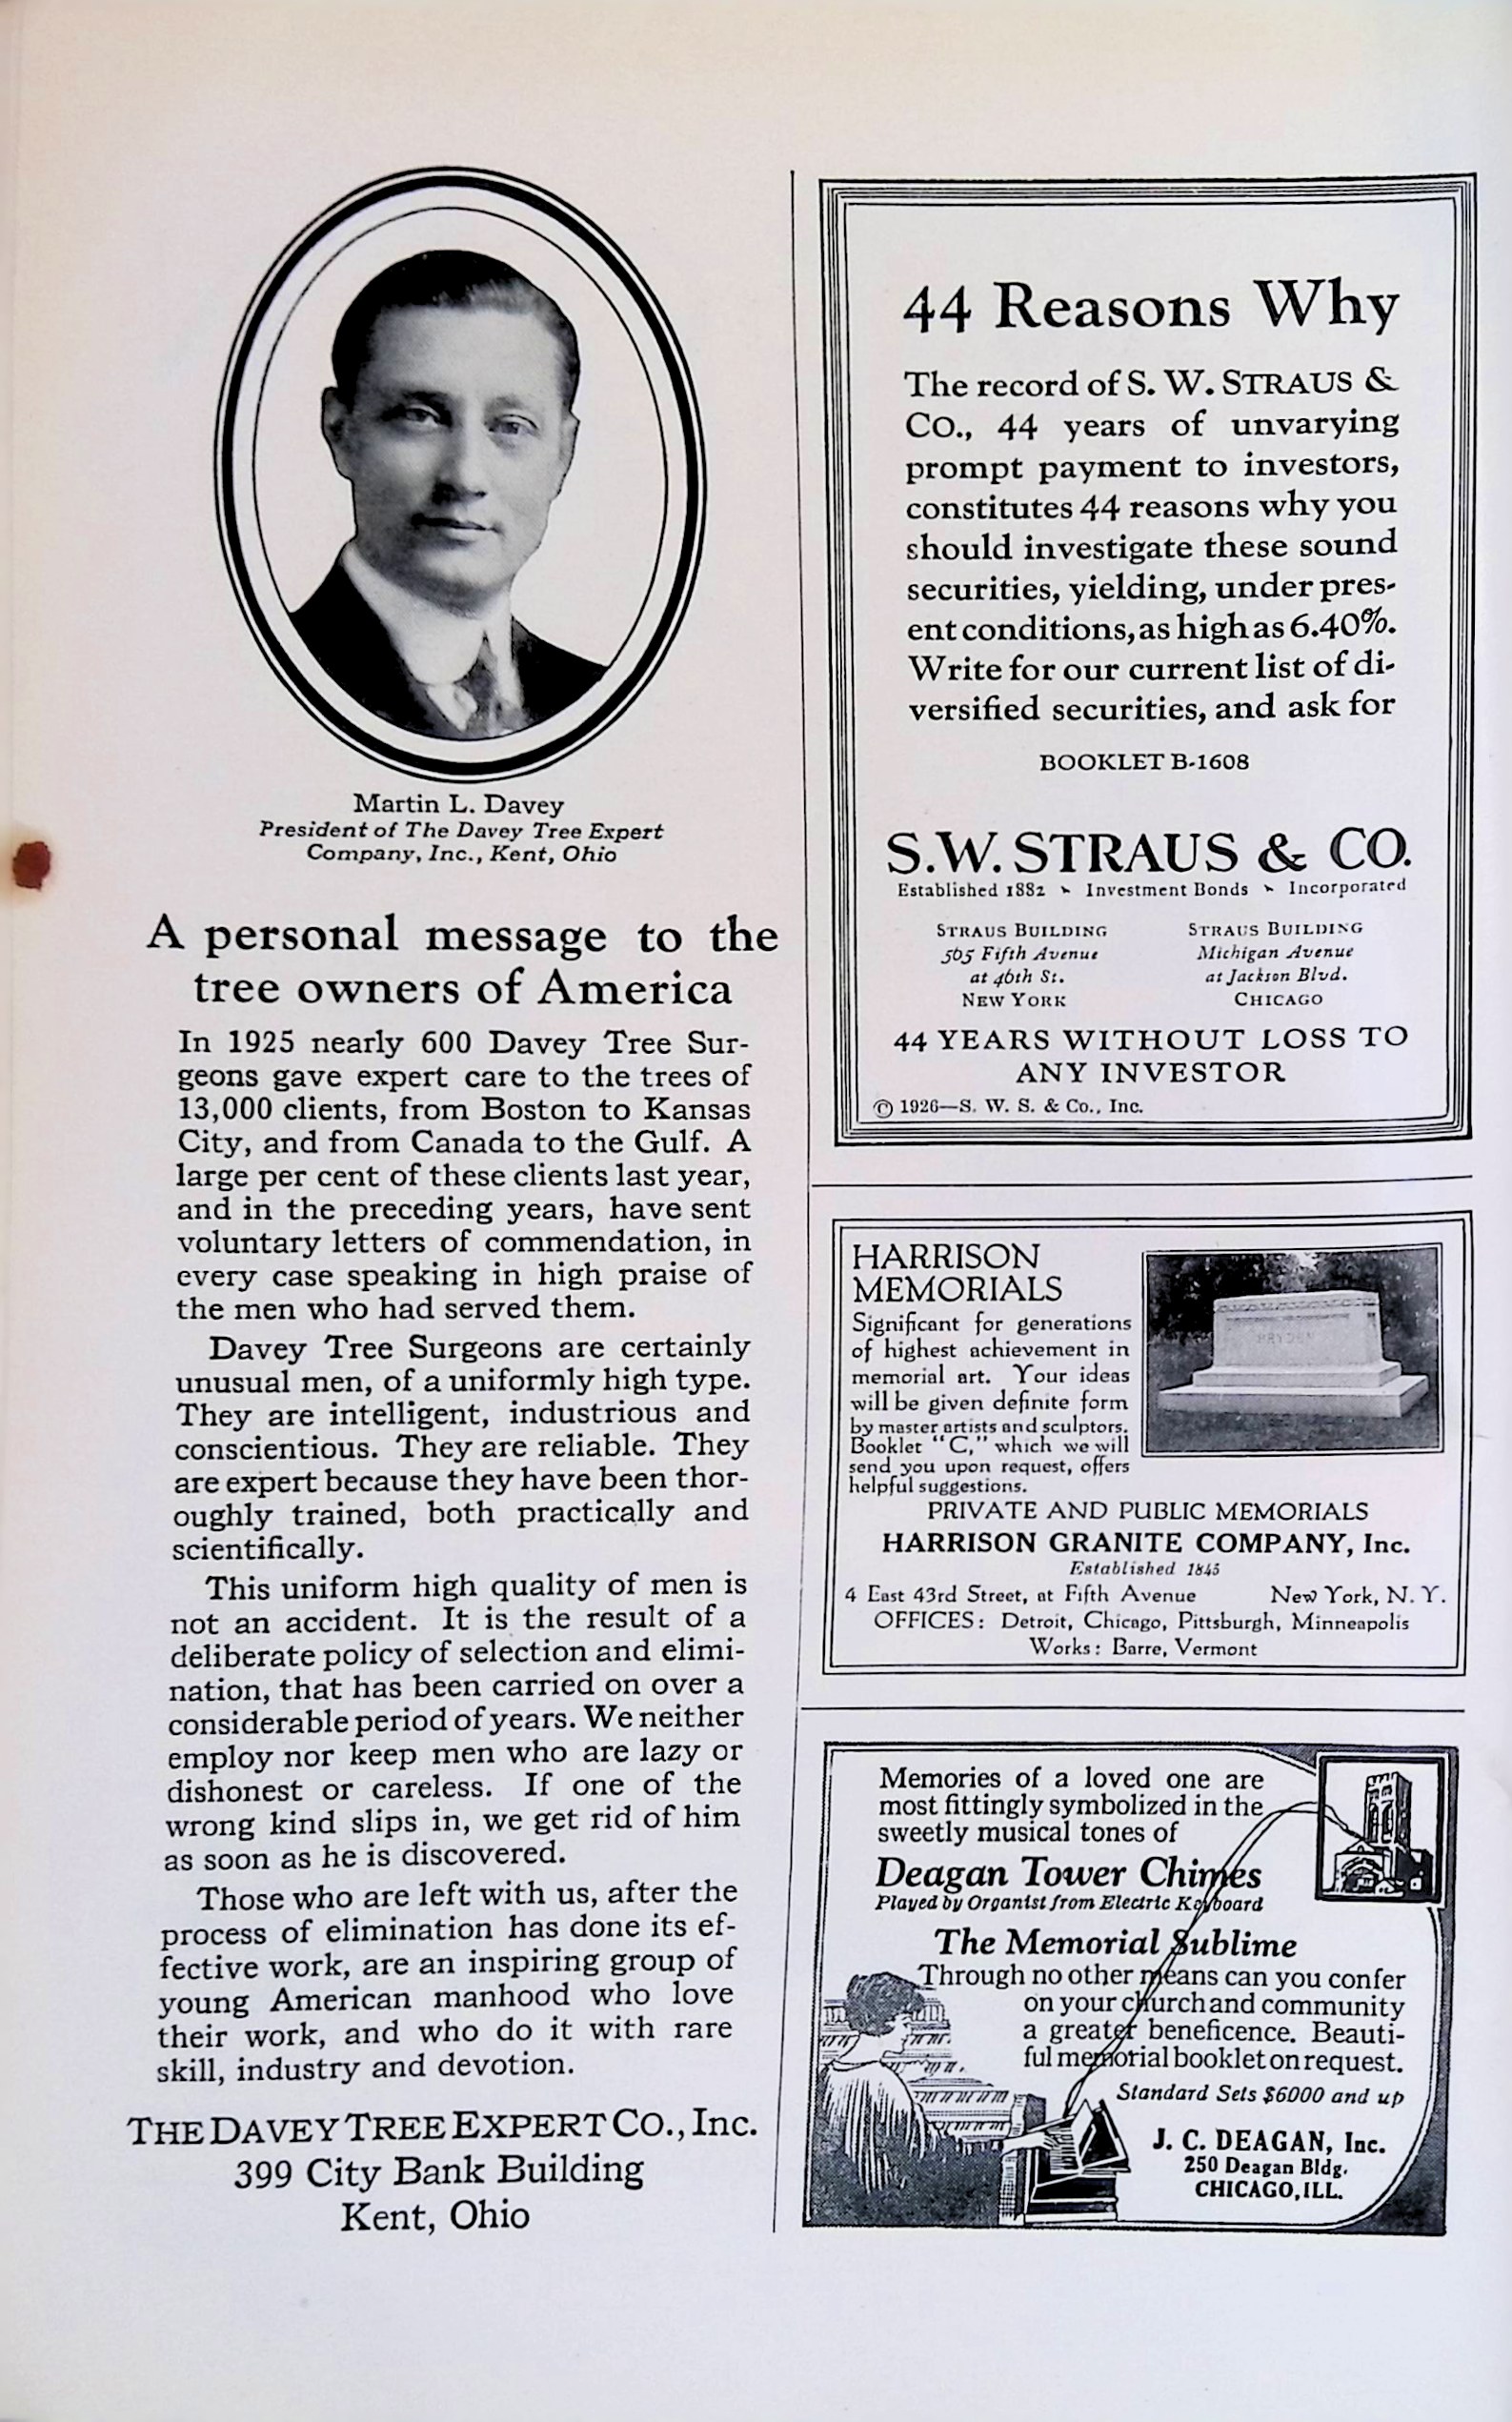 Martin L. Davey
President of The Davey Tree Expert
Company, Inc., Kent, Ohio
A personal message to the
tree owners of America
In 1925 nearly 600 Davey Tree Sur-
geons gave expert care to the trees of
13,000 clients, from Boston to Kansas
City, and from Canada to the Gulf. A
large per cent of these clients last year,
and in the preceding years, have sent
voluntary letters of commendation, in
every case speaking in high praise of
the men who had served them.
Davey Tree Surgeons are certainly
unusual men, of a uniformly high type.
They are intelligent, industrious and
conscientious. They are reliable. They
are expert because they have been thor-
oughly trained, both practically and
scientifically.
This uniform high quality of men is
not an accident. It is the result of a
deliberate policy of selection and elimi-
nation, that has been carried on over a
considerable period of years. We neither
employ nor keep men who are lazy or
dishonest or careless. If one of the
wrong kind slips in, we get rid of him
as soon as he is discovered.
Those who are left with us, after the
process of elimination has done its ef-
fective work, are an inspiring group of
young American manhood who love
their work, and who do it with rare
skill, industry and devotion.
THE DAVEY TREE EXPERT CO., Inc.
399 City Bank Building
Kent, Ohio
44 Reasons Why
The record of S. W. STRAUS &
CO., 44 years of unvarying
prompt payment to investors,
constitutes 44 reasons why you
should investigate these sound
securities, yielding, under pres-
ent conditions, as high as 6.40%.
Write for our current list of di-
versified securities, and ask for
BOOKLET B-1608
S.W. STRAUS & CO.
Established 1882 Investment Bonds Incorporated
STRAUS BUILDING
565 Fifth Avenue
at 46th St.
NEW YORK
STRAUS BUILDING
Michigan Avenue
at Jackson Blvd.
CHICAGO
44 YEARS WITHOUT LOSS TO
ANY INVESTOR
© 1926—S. W. S. & Co., Inc.
HARRISON
MEMORIALS
Significant for generations
of highest achievement in
memorial art. Your ideas
will be given definite form
by master artists and sculptors.
Booklet "C," which we will
send you upon request, offers
helpful suggestions.
PRIVATE AND PUBLIC MEMORIALS
HARRISON GRANITE COMPANY, Inc.
Established 1845
4 East 43rd Street, at Fifth Avenue New York, N. Y.
OFFICES: Detroit, Chicago, Pittsburgh, Minneapolis
Works: Barre, Vermont
Memories of a loved one are
most fittingly symbolized in the
sweetly musical tones of
Deagan Tower Chimes
Played by Organist from Electric Keyboard
The Memorial Sublime
Through no other means can you confer
on your church and community
a greater beneficence. Beauti-
ful memorial booklet on request.
Standard Sets $6000 and up
J. C. DEAGAN, Inc.
250 Deagan Bldg.
CHICAGO, ILL.